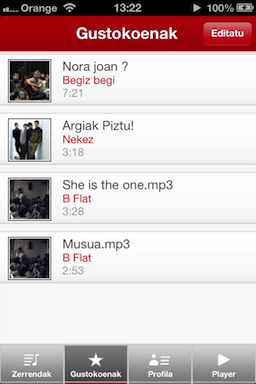 Orange 13:22 100%
Gustokoenak Editatu
Nora joan ?
Begiz begi
7:21
Argiak Piztu!
Nekez
3:18
She is the one.mp3
B Flat
3:28
Musua.mp3
B Flat
2:53
Zerrendak Gustokoenak Profila Player